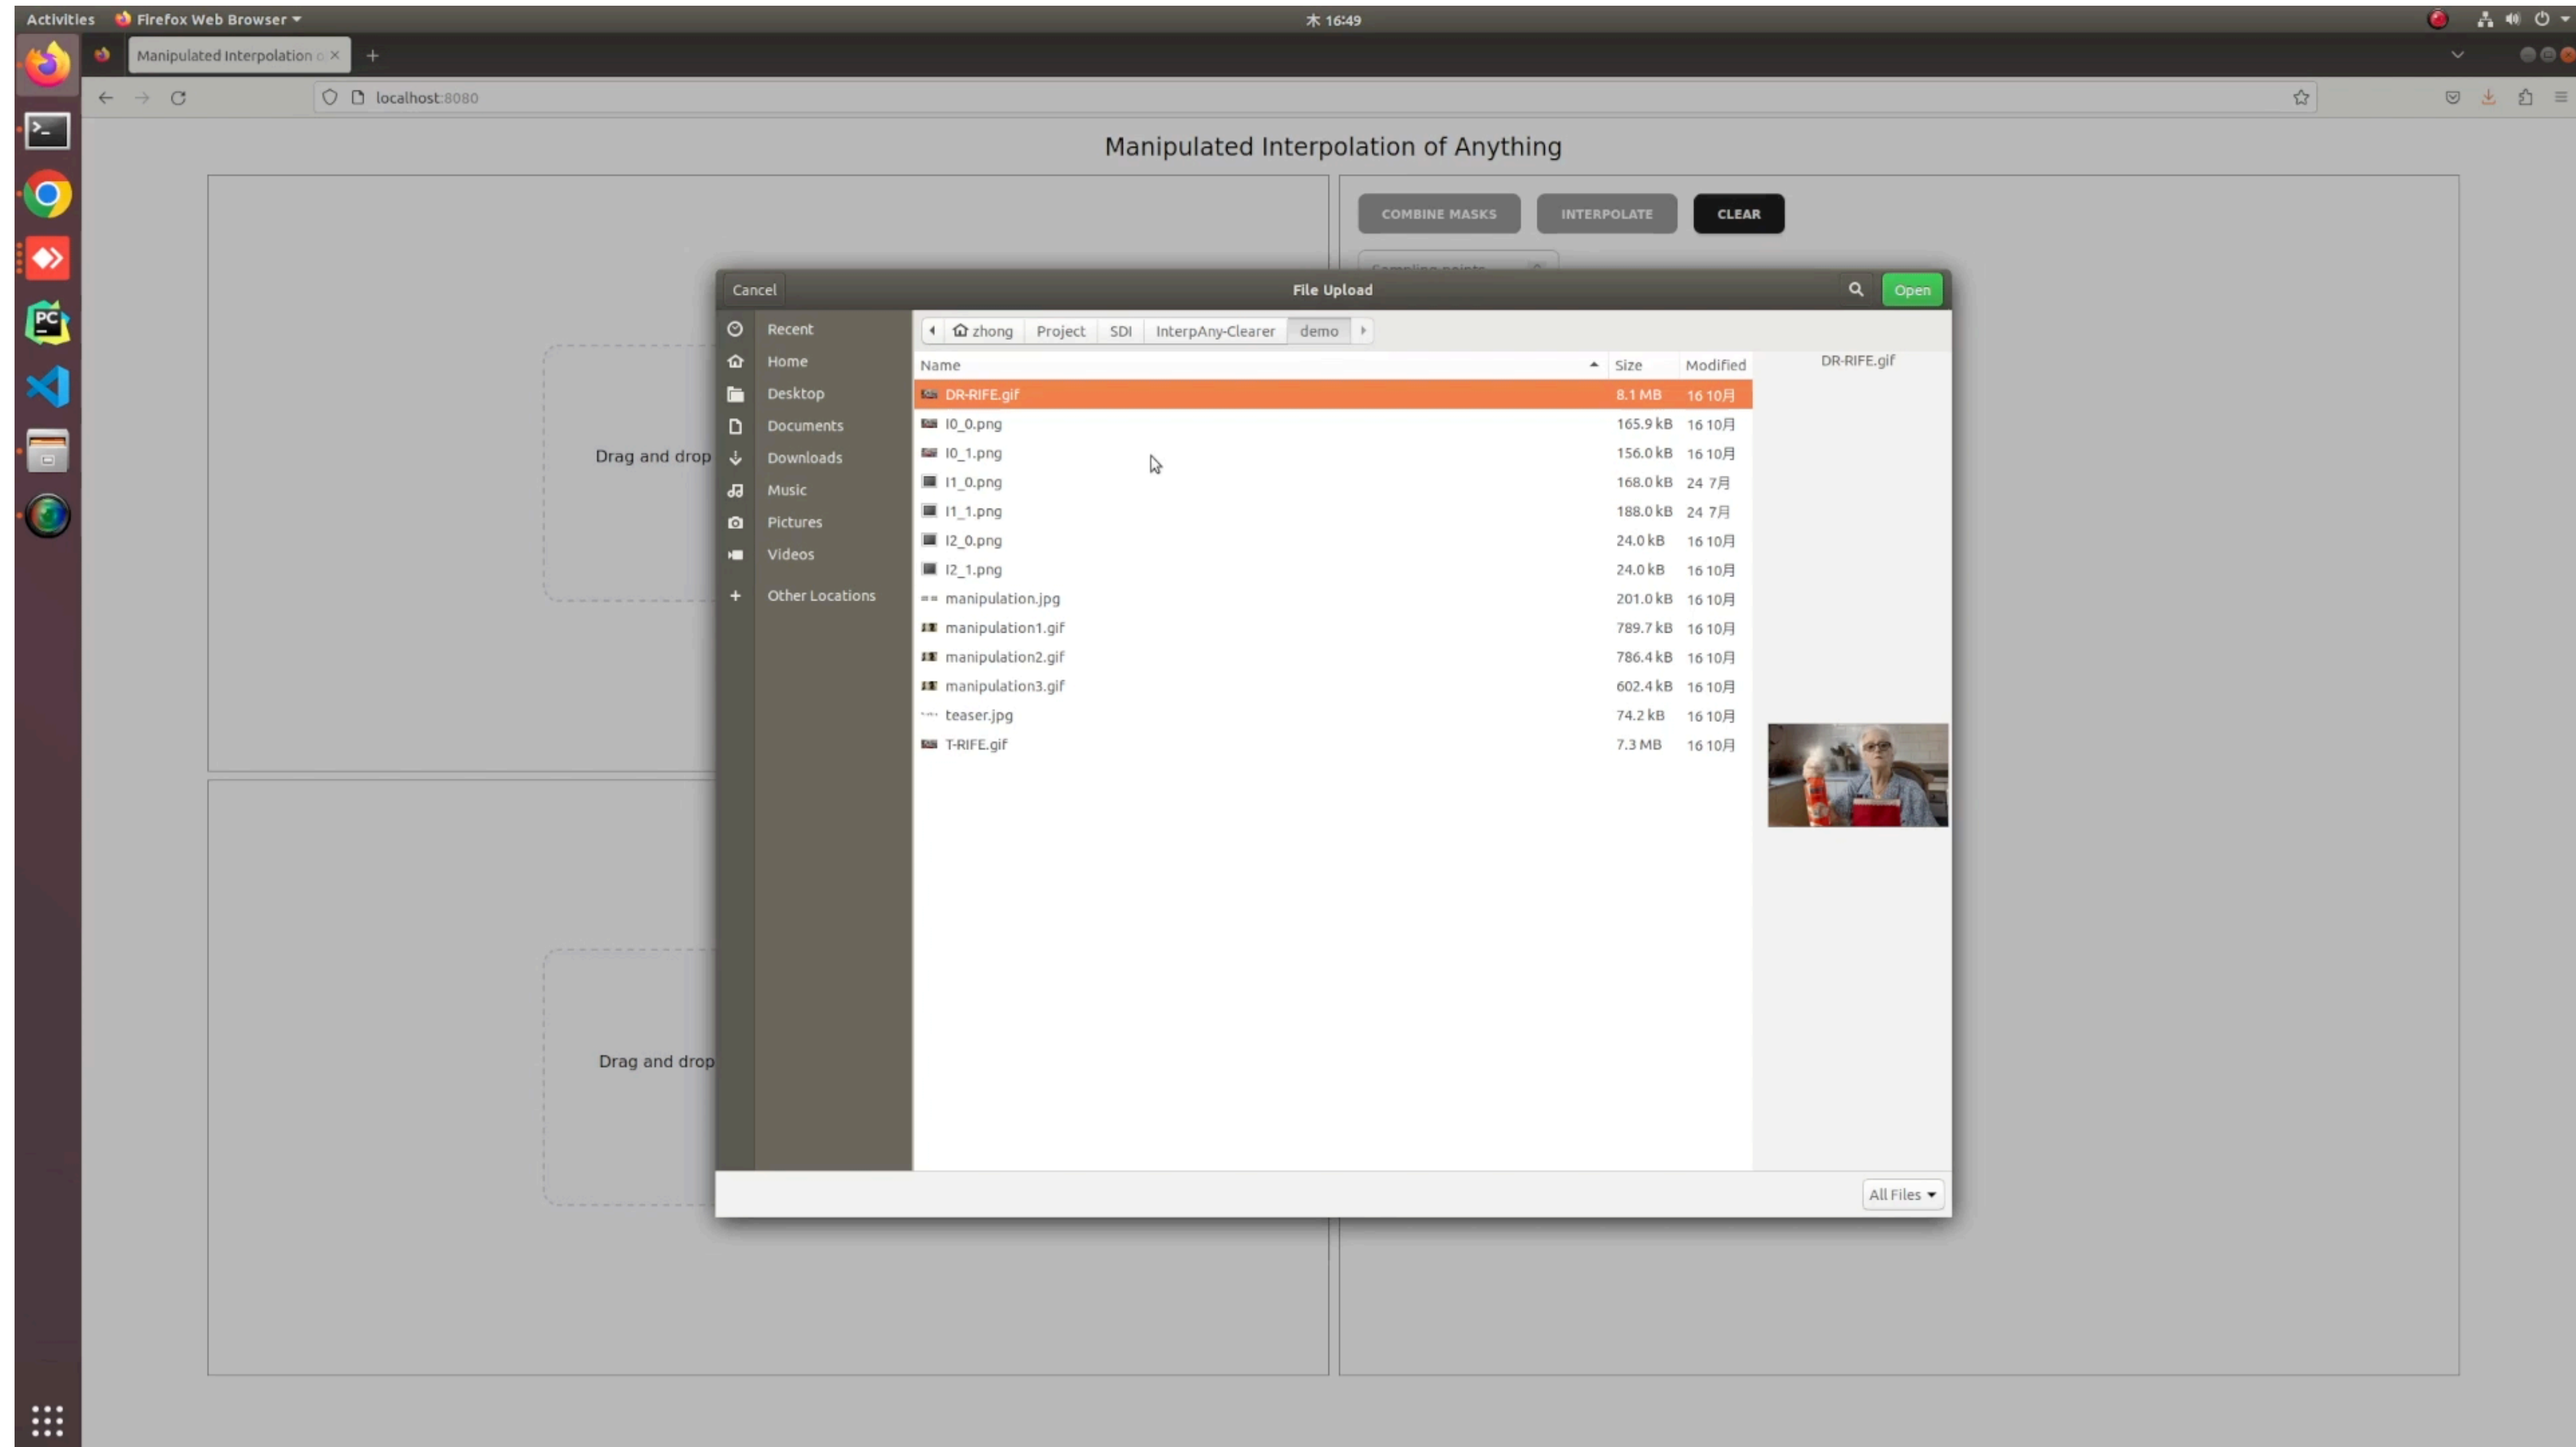 Activities Firefox Web Browser 木 16:49
Manipulated Interpolation o
localhost:8080
Manipulated Interpolation of Anything
COMBINE MASKS INTERPOLATE CLEAR
Sampling points
Cancel File Upload Open
Recent
Home
Desktop
Documents
Downloads
Music
Pictures
Videos
Other Locations
zhong Project SDI InterpAny-Clearer demo
Name Size Modified
DR-RIFE.gif 8.1 MB 16 10月
I0_0.png 165.9 kB 16 10月
I0_1.png 156.0 kB 16 10月
I1_0.png 168.0 kB 24 7月
I1_1.png 188.0 kB 24 7月
I2_0.png 24.0 kB 16 10月
I2_1.png 24.0 kB 16 10月
manipulation.jpg 201.0 kB 16 10月
manipulation1.gif 789.7 kB 16 10月
manipulation2.gif 786.4 kB 16 10月
manipulation3.gif 602.4 kB 16 10月
teaser.jpg 74.2 kB 16 10月
T-RIFE.gif 7.3 MB 16 10月
DR-RIFE.gif
All Files
Drag and drop
Drag and drop
PC